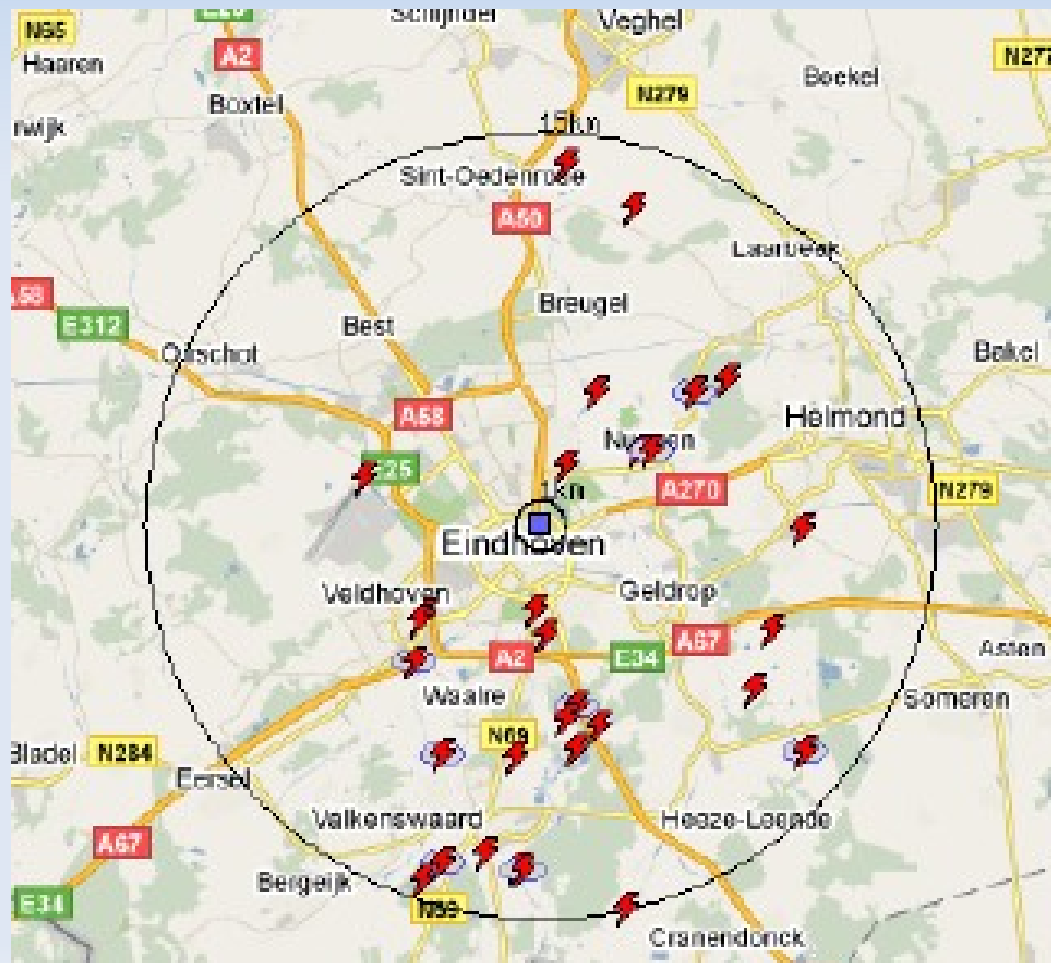 Schijndel
Veghel
N65
A2
Haaren
N277
Boekel
N279
Boxtel
rwijk
15km
Sint-Oedenrode
A50
Laarbeek
A58
E312
Breugel
Best
Oirschot
Bakel
A58
Helmond
Nuenen
E25
A270
N279
1km
Eindhoven
Veldhoven
Geldrop
A2
E34
A67
Asten
Waalre
Someren
N69
Bladel
N284
Eersel
Valkenswaard
Heeze-Leende
A67
Bergeijk
E34
N69
Cranendonck